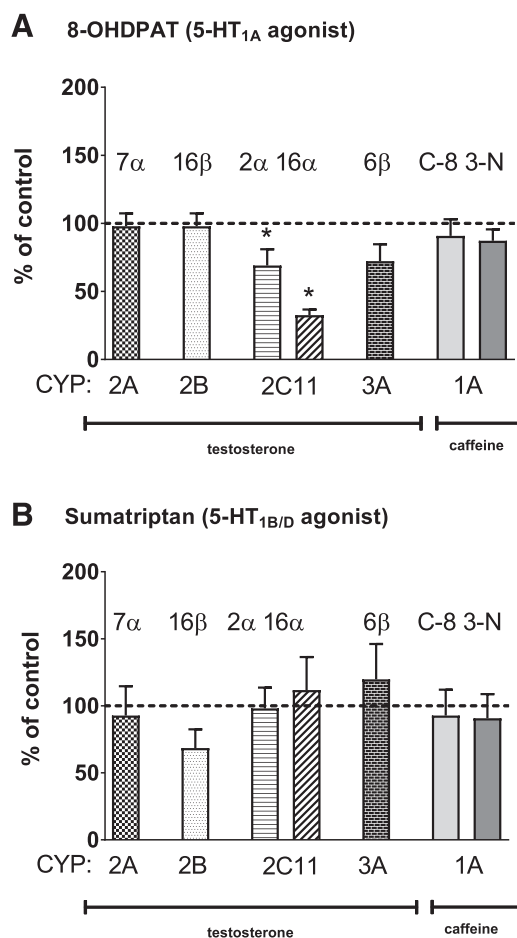 A 8-OHDPAT (5-HT1A agonist)
200
7α 16β 2α 16α 6β C-8 3-N
150
% of control
100
* *
50
0
CYP: 2A 2B 2C11 3A 1A
testosterone caffeine
B Sumatriptan (5-HT1B/D agonist)
200
7α 16β 2α 16α 6β C-8 3-N
150
% of control
100
50
0
CYP: 2A 2B 2C11 3A 1A
testosterone caffeine